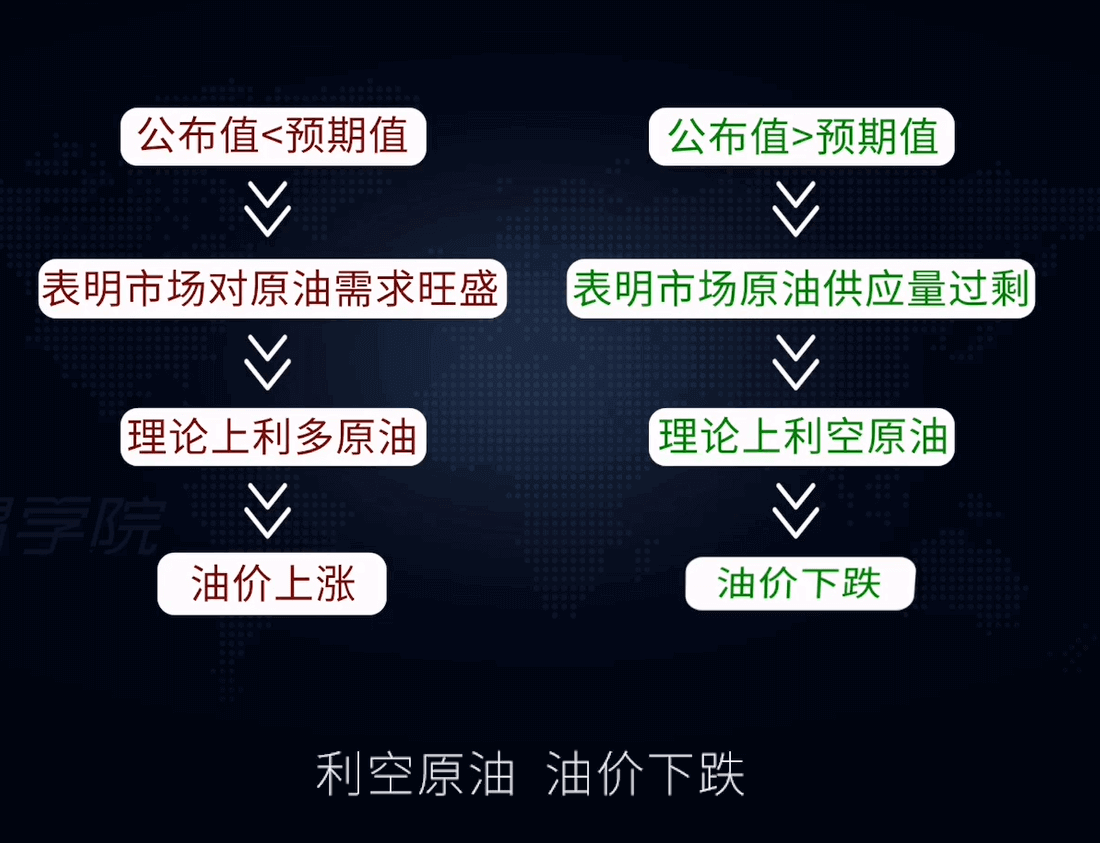 公布值<预期值
表明市场对原油需求旺盛
理论上利多原油
油价上涨
公布值>预期值
表明市场原油供应量过剩
理论上利空原油
油价下跌
学院
利空原油 油价下跌